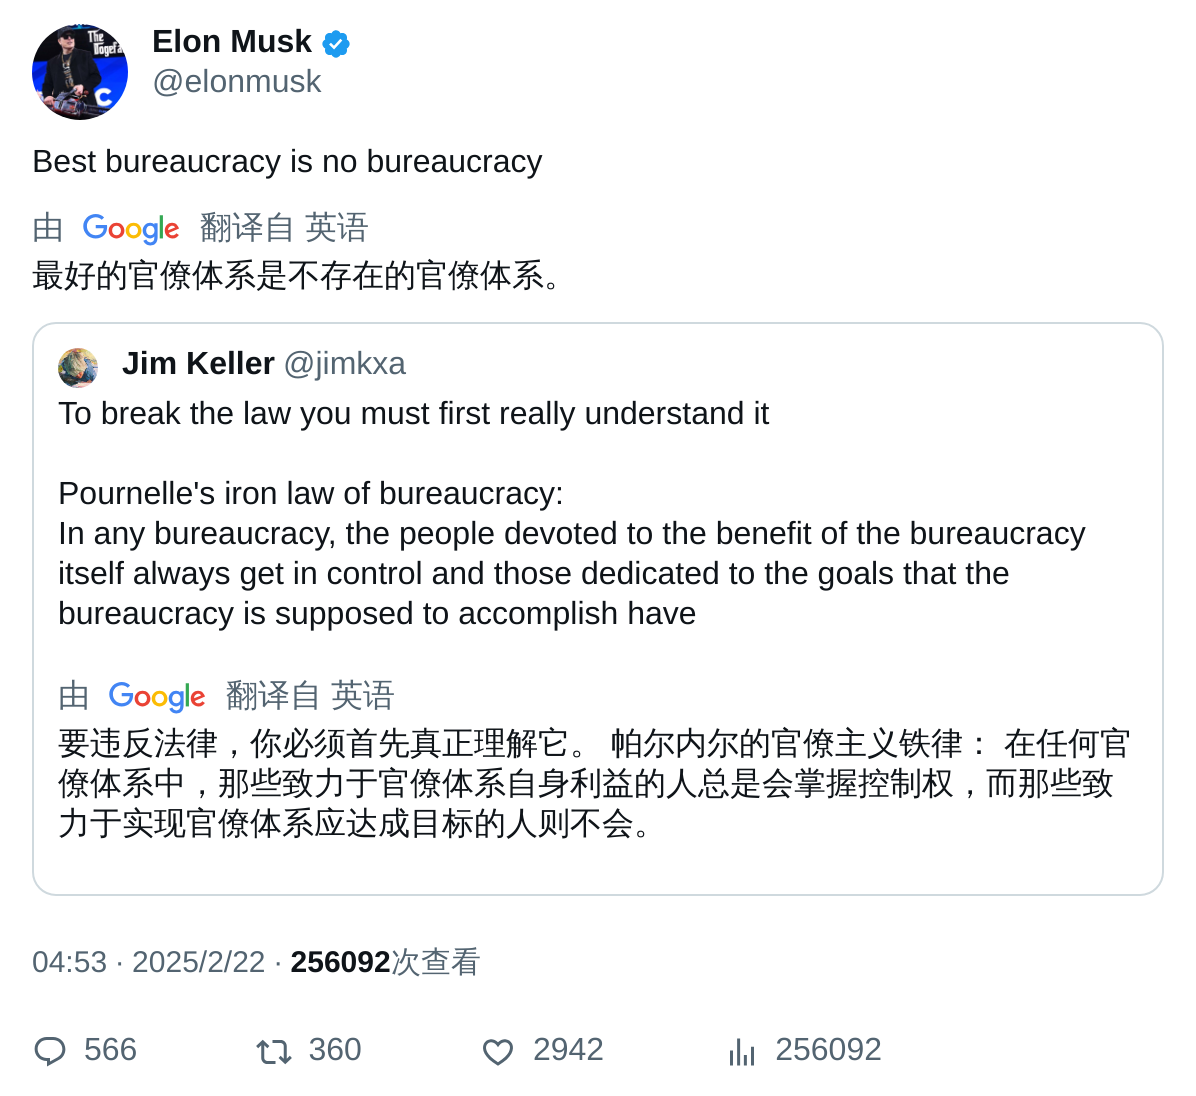 The
Dogefa
Elon Musk
@elonmusk
Best bureaucracy is no bureaucracy
由 Google 翻译自 英语
最好的官僚体系是不存在的官僚体系。
Jim Keller @jimkxa
To break the law you must first really understand it
Pournelle's iron law of bureaucracy:
In any bureaucracy, the people devoted to the benefit of the bureaucracy
itself always get in control and those dedicated to the goals that the
bureaucracy is supposed to accomplish have
由 Google 翻译自 英语
要违反法律，你必须首先真正理解它。 帕尔内尔的官僚主义铁律： 在任何官
僚体系中，那些致力于官僚体系自身利益的人总是会掌握控制权，而那些致
力于实现官僚体系应达成目标的人则不会。
04:53 · 2025/2/22 · 256092次查看
566 360 2942 256092